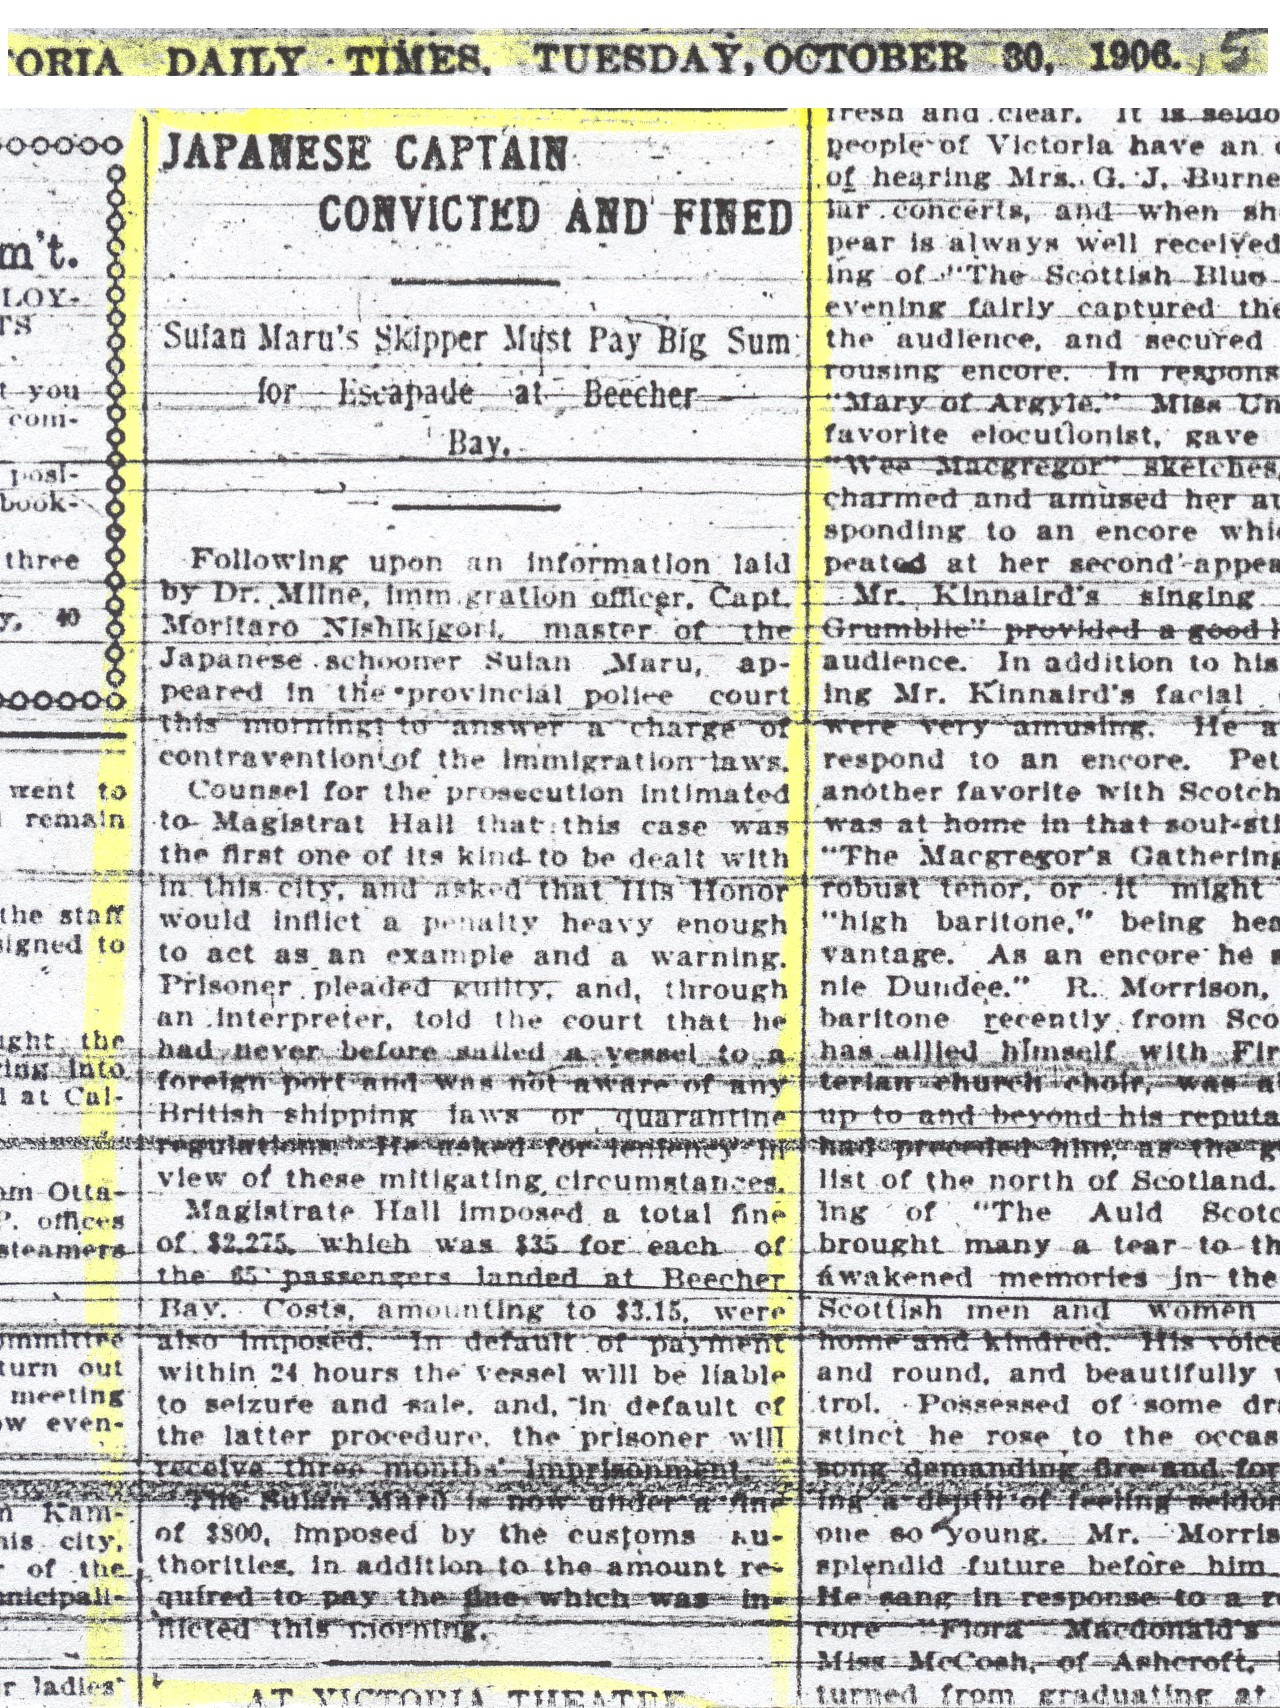 ORIA DAILY TIMES, TUESDAY, OCTOBER 30, 1906. 5
m't.
LOY-
TS
t you
com-
posi-
book-
three
y, 40
went to
remain
the staff
signed to
ught the
ring into
d at Cal-
om Otta-
P. offices
steamers
ommittee
turn out
meeting
ow even-
n Kam-
his city,
r of the
unicipali-
r ladies'
JAPANESE CAPTAIN
CONVICTED AND FINED
Suian Maru's Skipper Must Pay Big Sum
for Escapade at Beecher
Bay.
Following upon an information laid
by Dr. Milne, immigration officer, Capt.
Moritaro Nishikigori, master of the
Japanese schooner Suian Maru, ap-
peared in the provincial police court
this morning to answer a charge of
contravention of the immigration laws.
Counsel for the prosecution intimated
to Magistrat Hall that this case was
the first one of its kind to be dealt with
in this city, and asked that His Honor
would inflict a penalty heavy enough
to act as an example and a warning.
Prisoner pleaded guilty, and, through
an interpreter, told the court that he
had never before sailed a vessel to a
foreign port and was not aware of any
British shipping laws or quarantine
regulations. He asked for leniency in
view of these mitigating circumstances.
Magistrate Hall imposed a total fine
of $2,275, which was $35 for each of
the 65 passengers landed at Beecher
Bay. Costs, amounting to $3.15, were
also imposed. In default of payment
within 24 hours the vessel will be liable
to seizure and sale, and, in default of
the latter procedure, the prisoner will
receive three months' imprisonment.
The Suian Maru is now under a fine
of $800, imposed by the customs au-
thorities, in addition to the amount re-
quired to pay the fine which was in-
flicted this morning.
AT VICTORIA THEATRE
fresh and clear. It is seldo
people of Victoria have an o
of hearing Mrs. G. J. Burne
lar concerts, and when sh
pear is always well received
ing of "The Scottish Blue
evening fairly captured the
the audience, and secured
rousing encore. In respons
"Mary of Argyle." Miss Un
favorite elocutionist, gave
"Wee Macgregor" sketches,
charmed and amused her au
sponding to an encore whic
peated at her second appea
Mr. Kinnaird's singing
Grumblie" provided a good h
audience. In addition to his
ing Mr. Kinnaird's facial
were very amusing. He a
respond to an encore. Pet
another favorite with Scotch
was at home in that soul-sti
"The Macgregor's Gathering
robust tenor, or it might
"high baritone," being hea
vantage. As an encore he s
nie Dundee." R. Morrison,
baritone recently from Sco
has allied himself with Fir
terian church choir, was al
up to and beyond his reputa
had preceded him, as the g
list of the north of Scotland.
ing of "The Auld Scotc
brought many a tear to th
awakened memories in the
Scottish men and women
home and kindred. His voice
and round, and beautifully
trol. Possessed of some dra
stinct he rose to the occas
song demanding fire and for
ing a depth of feeling seldo
one so young. Mr. Morris
splendid future before him
He sang in response to a r
core "Flora Macdonald's
Miss McCosh, of Ashcroft,
turned from graduating at